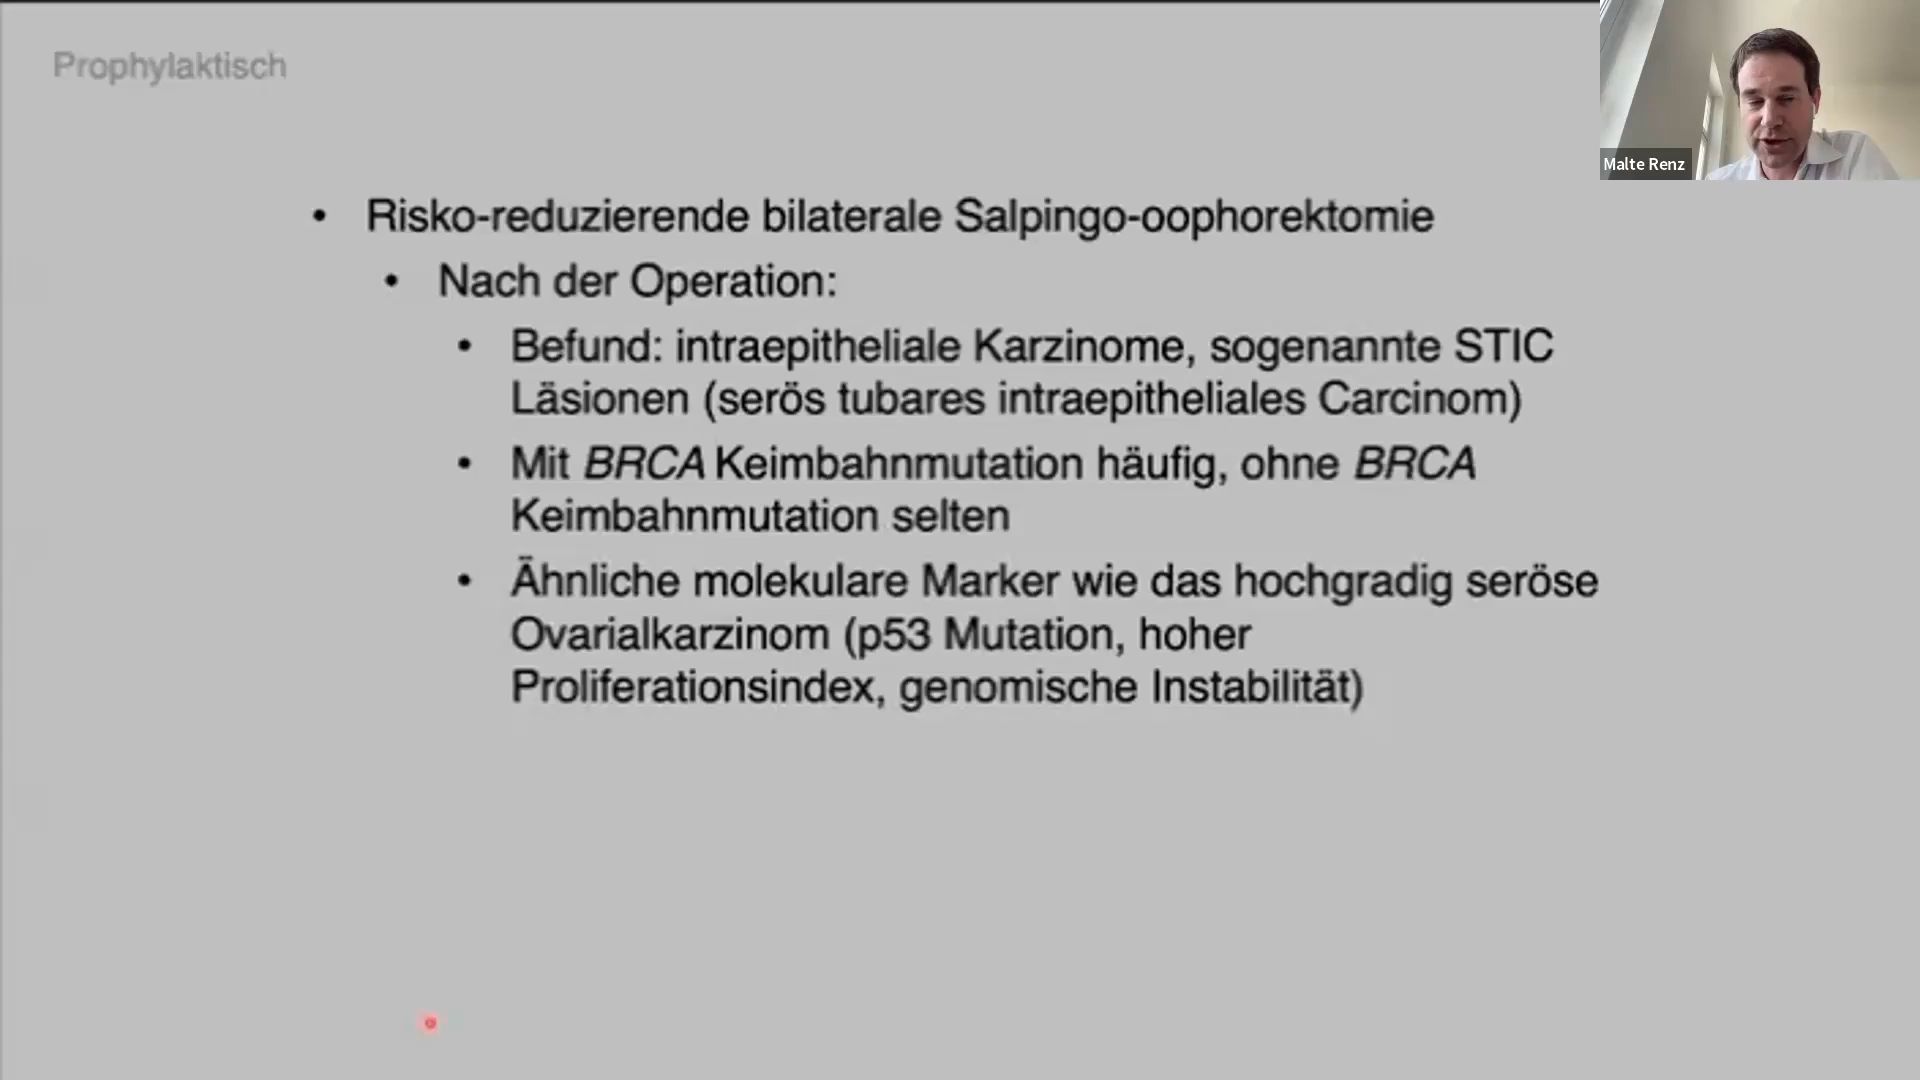 Prophylaktisch
Malte Renz
• Risko-reduzierende bilaterale Salpingo-oophorektomie
• Nach der Operation:
• Befund: intraepitheliale Karzinome, sogenannte STIC
Läsionen (serös tubares intraepitheliales Carcinom)
• Mit BRCA Keimbahnmutation häufig, ohne BRCA
Keimbahnmutation selten
• Ähnliche molekulare Marker wie das hochgradig seröse
Ovarialkarzinom (p53 Mutation, hoher
Proliferationsindex, genomische Instabilität)